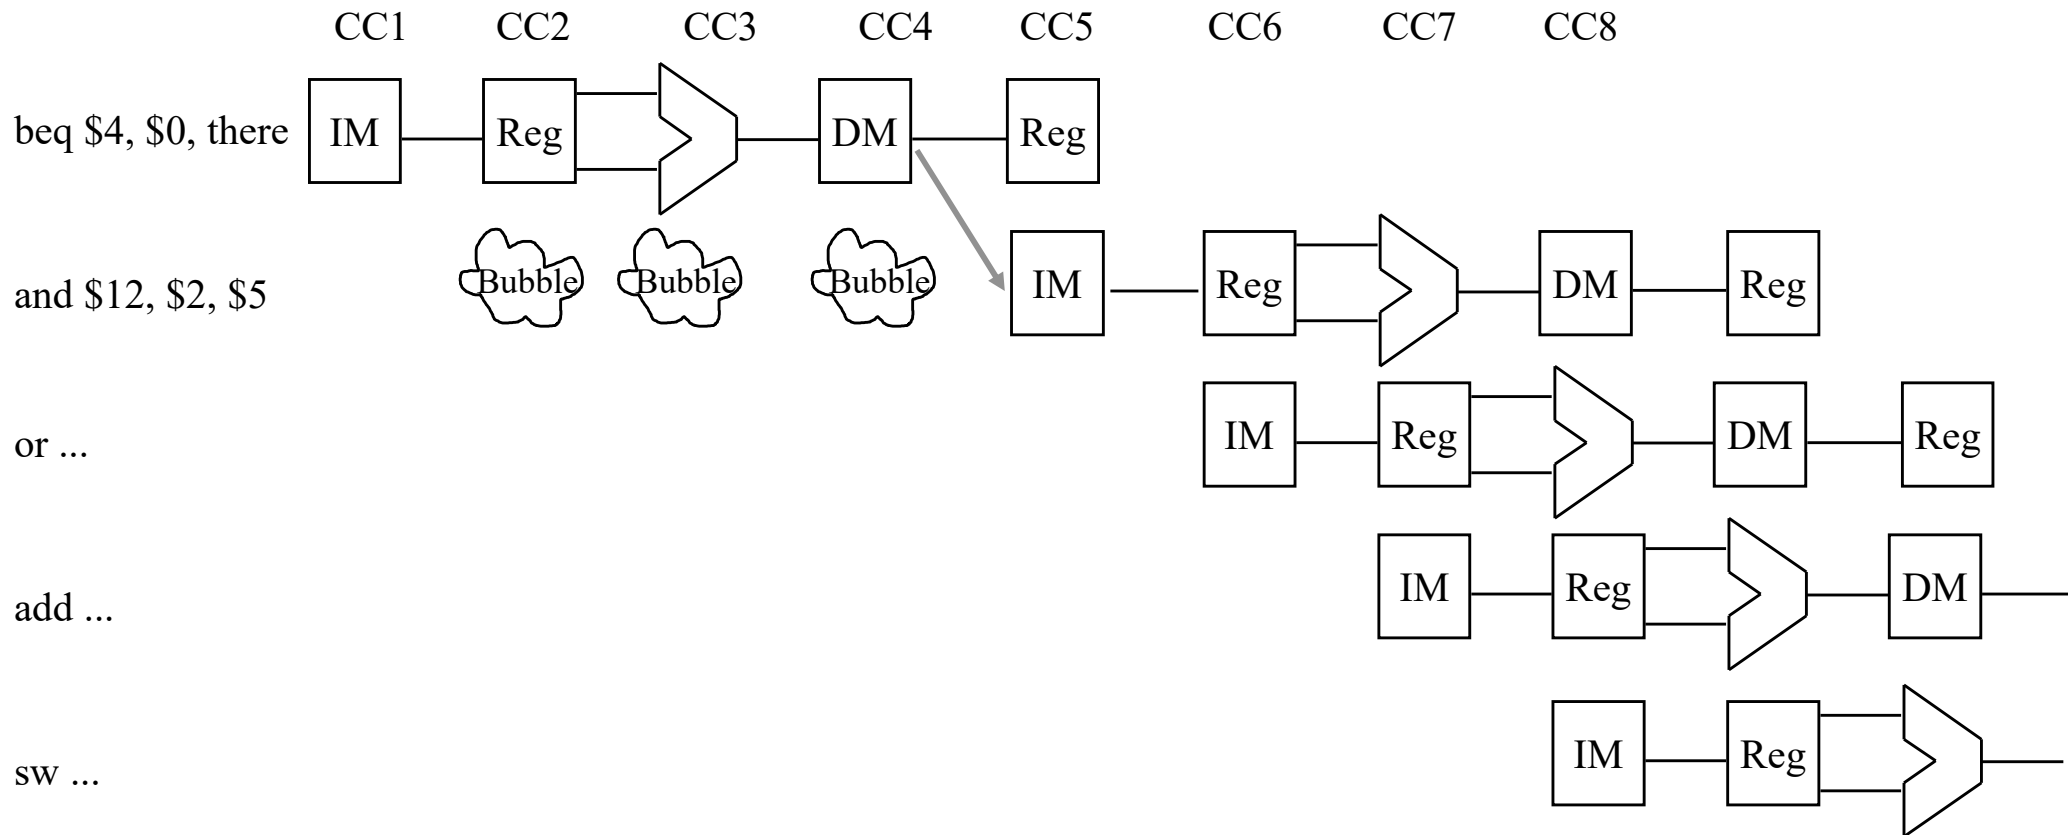 CC1 CC2 CC3 CC4 CC5 CC6 CC7 CC8
beq $4, $0, there IM Reg DM Reg
and $12, $2, $5 Bubble Bubble Bubble IM Reg DM Reg
or ... IM Reg DM Reg
add ... IM Reg DM
sw ... IM Reg